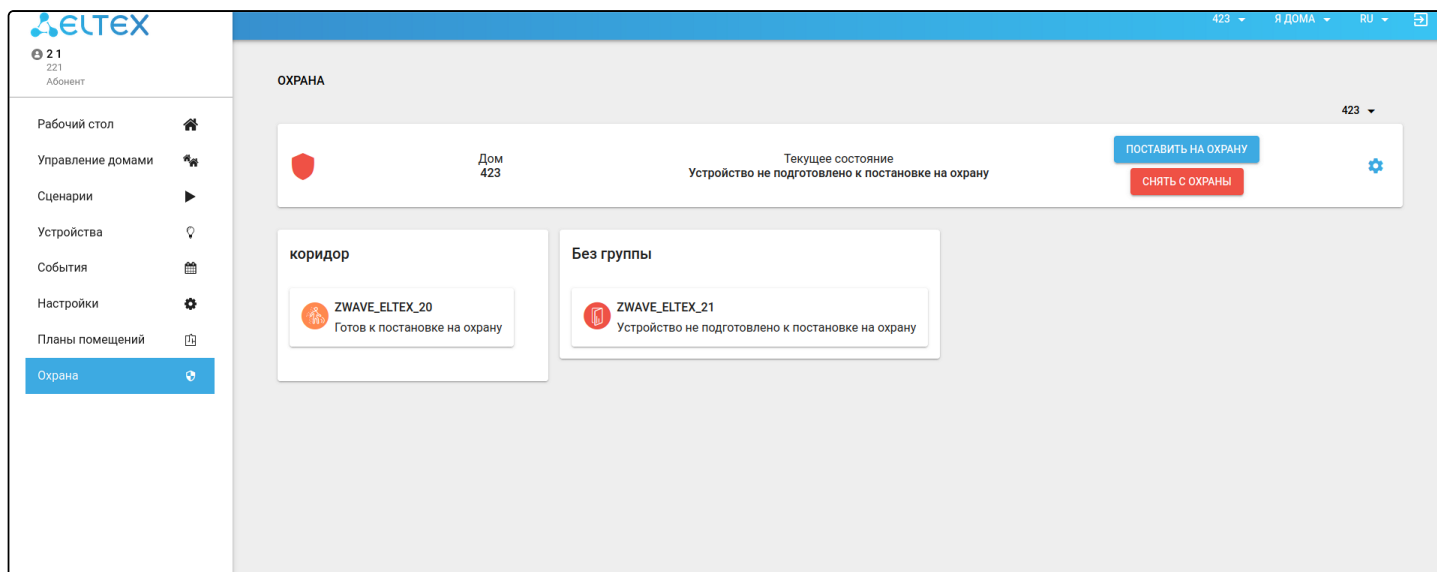 ELTEX
423
Я ДОМА
RU
2 1
221
Абонент
Рабочий стол
Управление домами
Сценарии
Устройства
События
Настройки
Планы помещений
Охрана
ОХРАНА
423
Дом
423
Текущее состояние
Устройство не подготовлено к постановке на охрану
ПОСТАВИТЬ НА ОХРАНУ
СНЯТЬ С ОХРАНЫ
коридор
ZWAVE_ELTEX_20
Готов к постановке на охрану
Без группы
ZWAVE_ELTEX_21
Устройство не подготовлено к постановке на охрану